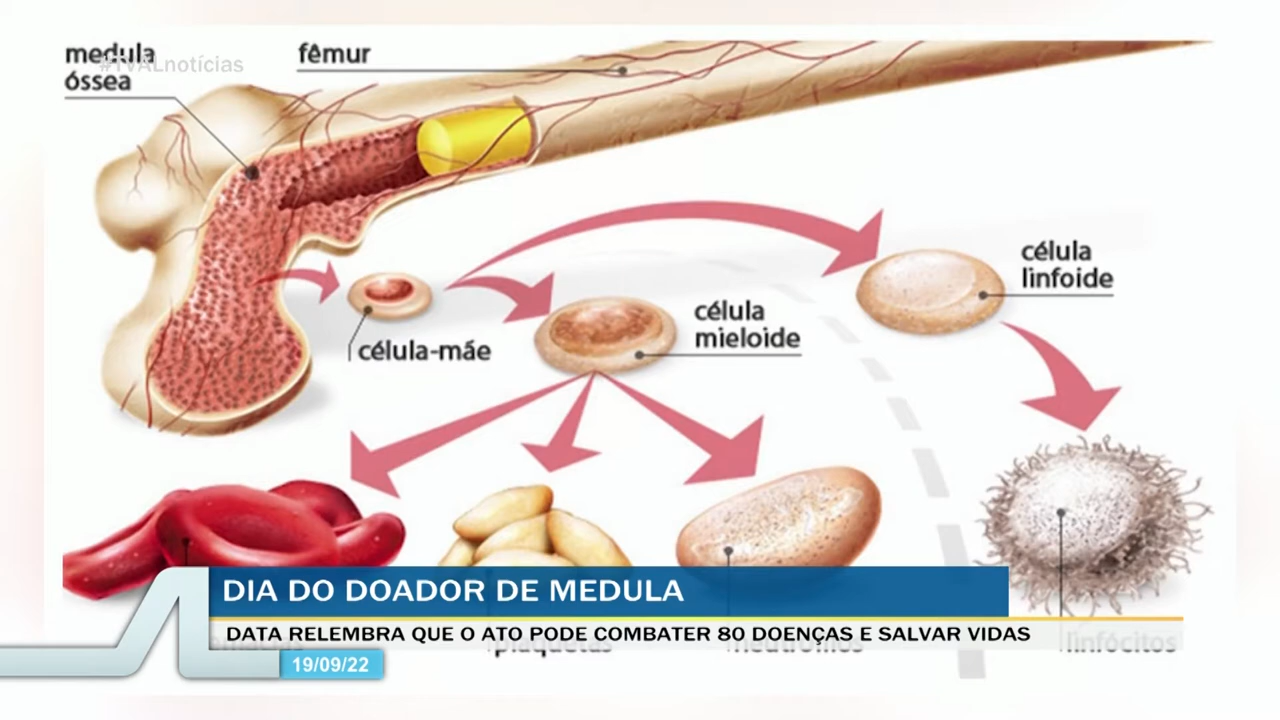 medula
óssea
#TVALnotícias
fêmur
célula
linfoide
célula
mieloide
célula-mãe
DIA DO DOADOR DE MEDULA
DATA RELEMBRA QUE O ATO PODE COMBATER 80 DOENÇAS E SALVAR VIDAS
plaquetas
neutrófilos
linfócitos
19/09/22